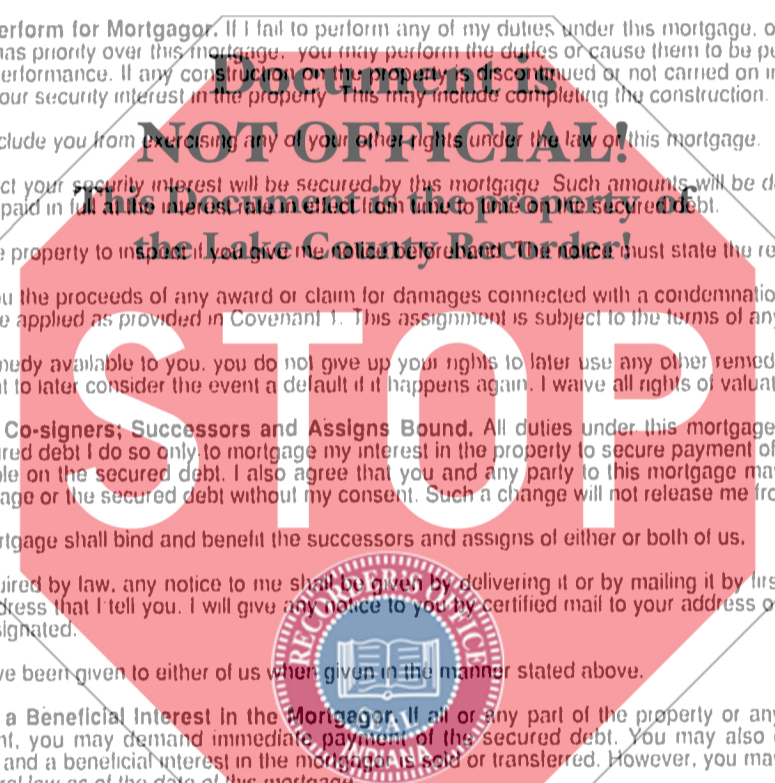 erform for Mortgagor. If I fail to perform any of my duties under this mortgage, o
has priority over this mortgage, you may perform the duties or cause them to be pe
erformance. If any construction on the property is discontinued or not carried on in
our security interest in the property. This may include completing the construction.
Document is
clude you from exercising any of your other rights under the law or this mortgage.
NOT OFFICIAL!
ct your security interest will be secured by this mortgage. Such amounts will be d
paid in full at the interest rate in effect from time to time on the secured debt.
This Document is the property of
the Lake County Recorder!
e property to inspect if you give me notice beforehand. The notice must state the re
u the proceeds of any award or claim for damages connected with a condemnatio
e applied as provided in Covenant 1. This assignment is subject to the terms of any
nedy available to you, you do not give up your rights to later use any other remed
t to later consider the event a default if it happens again. I waive all rights of valuat
STOP
Co-signers; Successors and Assigns Bound. All duties under this mortgage
red debt I do so only to mortgage my interest in the property to secure payment of
ble on the secured debt. I also agree that you and any party to this mortgage ma
age or the secured debt without my consent. Such a change will not release me fro
rtgage shall bind and benefit the successors and assigns of either or both of us.
uired by law, any notice to me shall be given by delivering it or by mailing it by firs
dress that I tell you. I will give any notice to you by certified mail to your address o
signated.
ve been given to either of us when given in the manner stated above.
RECORDER'S OFFICE
SEAL
INDIANA
a Beneficial Interest in the Mortgagor. If all or any part of the property or any
nt, you may demand immediate payment of the secured debt. You may also
and a beneficial interest in the mortgagor is sold or transferred. However, you ma
ral law as of the date of this mortgage.